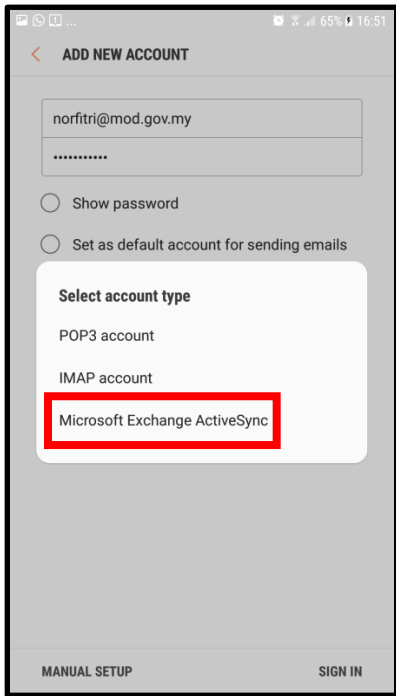 ... 65% 16:51
ADD NEW ACCOUNT
norfitri@mod.gov.my
•••••••••••
Show password
Set as default account for sending emails
Select account type
POP3 account
IMAP account
Microsoft Exchange ActiveSync
MANUAL SETUP SIGN IN